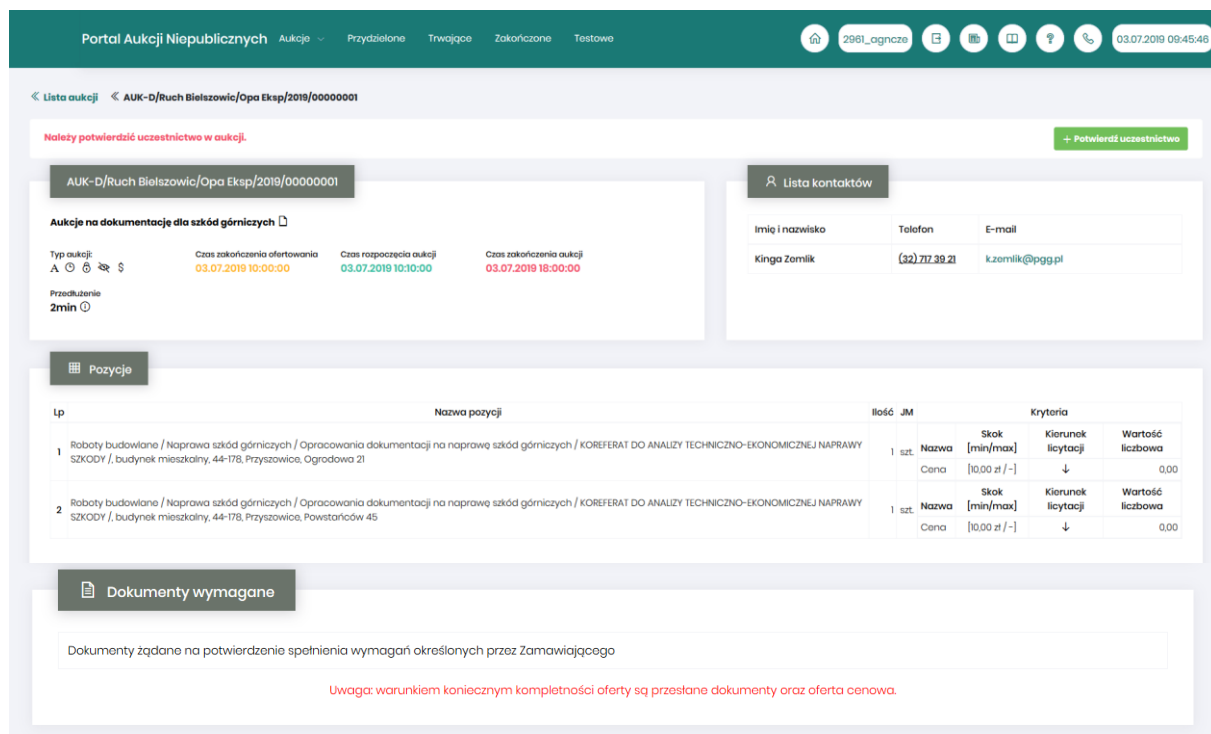 Portal Aukcji Niepublicznych Aukcje Przydzielone Trwające Zakończone Testowe 2961_agncze 03.07.2019 09:45:46
Lista aukcji AUK-D/Ruch Bielszowic/Opa Eksp/2019/00000001
Należy potwierdzić uczestnictwo w aukcji.
+ Potwierdź uczestnictwo
AUK-D/Ruch Bielszowic/Opa Eksp/2019/00000001
Aukcje na dokumentację dla szkód górniczych
Typ aukcji: Czas zakończenia ofertowania Czas rozpoczęcia aukcji Czas zakończenia aukcji
A $ 03.07.2019 10:00:00 03.07.2019 10:10:00 03.07.2019 18:00:00
Przedłużenie
2min
Lista kontaktów
Imię i nazwisko Telefon E-mail
Kinga Zemlik (32) 717 39 21 k.zemlik@pgg.pl
Pozycje
Lp Nazwa pozycji Ilość JM Kryteria
1 Roboty budowlane / Naprawa szkód górniczych / Opracowania dokumentacji na naprawę szkód górniczych / KOREFERAT DO ANALIZY TECHNICZNO-EKONOMICZNEJ NAPRAWY
SZKODY /, budynek mieszkalny, 44-178, Przyszowice, Ogrodowa 21
1 szt.
Nazwa Skok [min/max] Kierunek licytacji Wartość liczbowa
Cena [10,00 zł / -] ↓ 0,00
2 Roboty budowlane / Naprawa szkód górniczych / Opracowania dokumentacji na naprawę szkód górniczych / KOREFERAT DO ANALIZY TECHNICZNO-EKONOMICZNEJ NAPRAWY
SZKODY /, budynek mieszkalny, 44-178, Przyszowice, Powstańców 45
1 szt.
Nazwa Skok [min/max] Kierunek licytacji Wartość liczbowa
Cena [10,00 zł / -] ↓ 0,00
Dokumenty wymagane
Dokumenty żądane na potwierdzenie spełnienia wymagań określonych przez Zamawiającego
Uwaga: warunkiem koniecznym kompletności oferty są przesłane dokumenty oraz oferta cenowa.